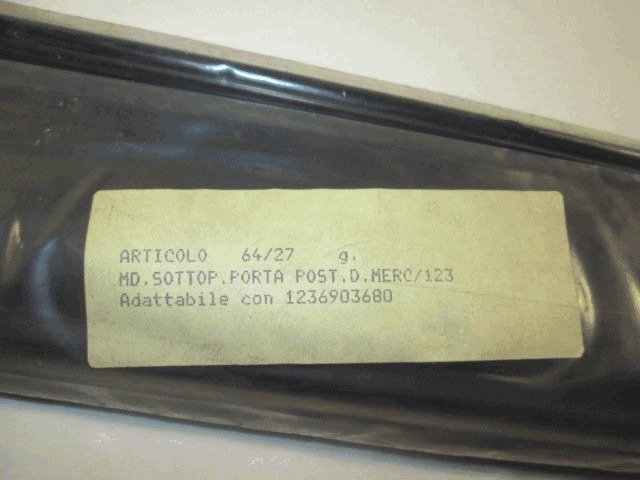 ARTICOLO 64/27 g.
MD.SOTTOP.PORTA POST.D.MERC/123
Adattabile con 1236903680